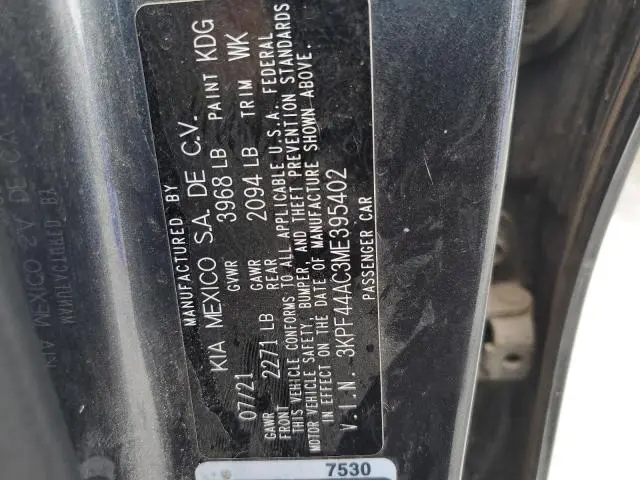 MANUFACTURED BY
KIA MEXICO S.A. DE C.V.
07/21 GVWR 3968 LB PAINT KDG
GAWR FRONT 2271 LB GAWR REAR 2094 LB TRIM WK
THIS VEHICLE CONFORMS TO ALL APPLICABLE U.S.A. FEDERAL
MOTOR VEHICLE SAFETY, BUMPER, AND THEFT PREVENTION STANDARDS
IN EFFECT ON THE DATE OF MANUFACTURE SHOWN ABOVE.
V.I.N. 3KPF44AC3ME395402
PASSENGER CAR
7530